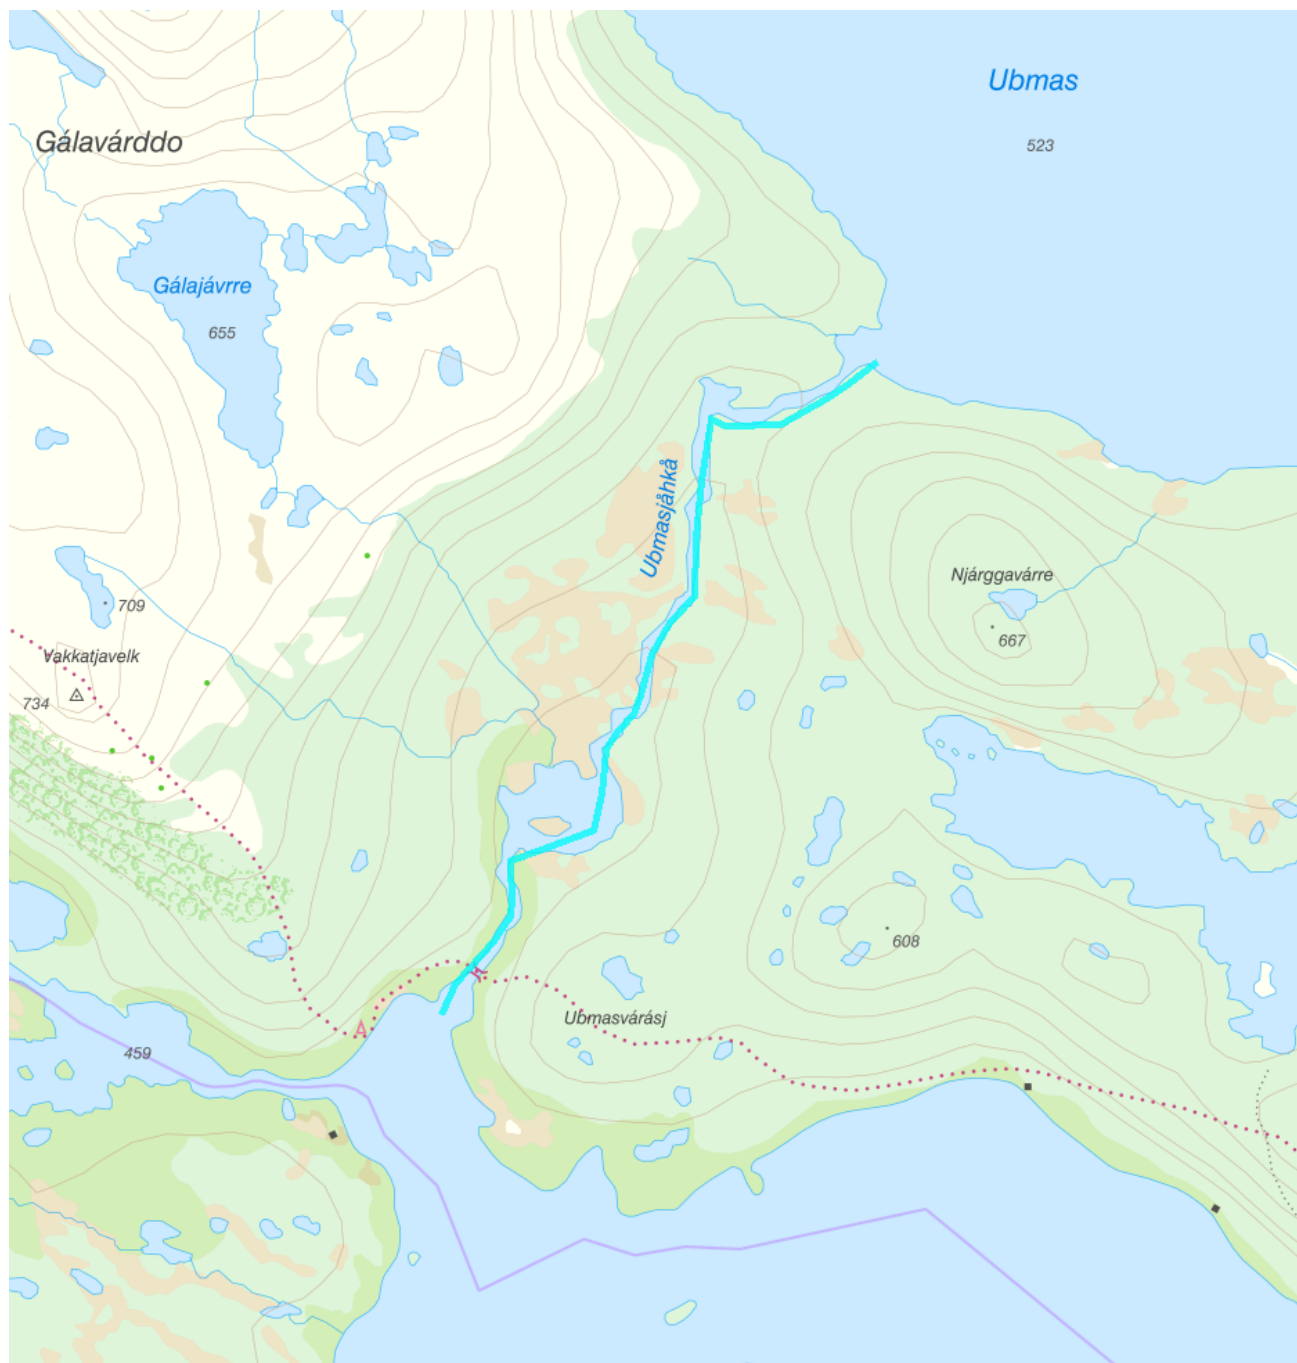 Ubmas
523
Gálavárddo
Gálajávrre
655
Ubmasjåhkå
Njárggavárre
667
709
Vakkatjavelk
734
608
Ubmasvárásj
459